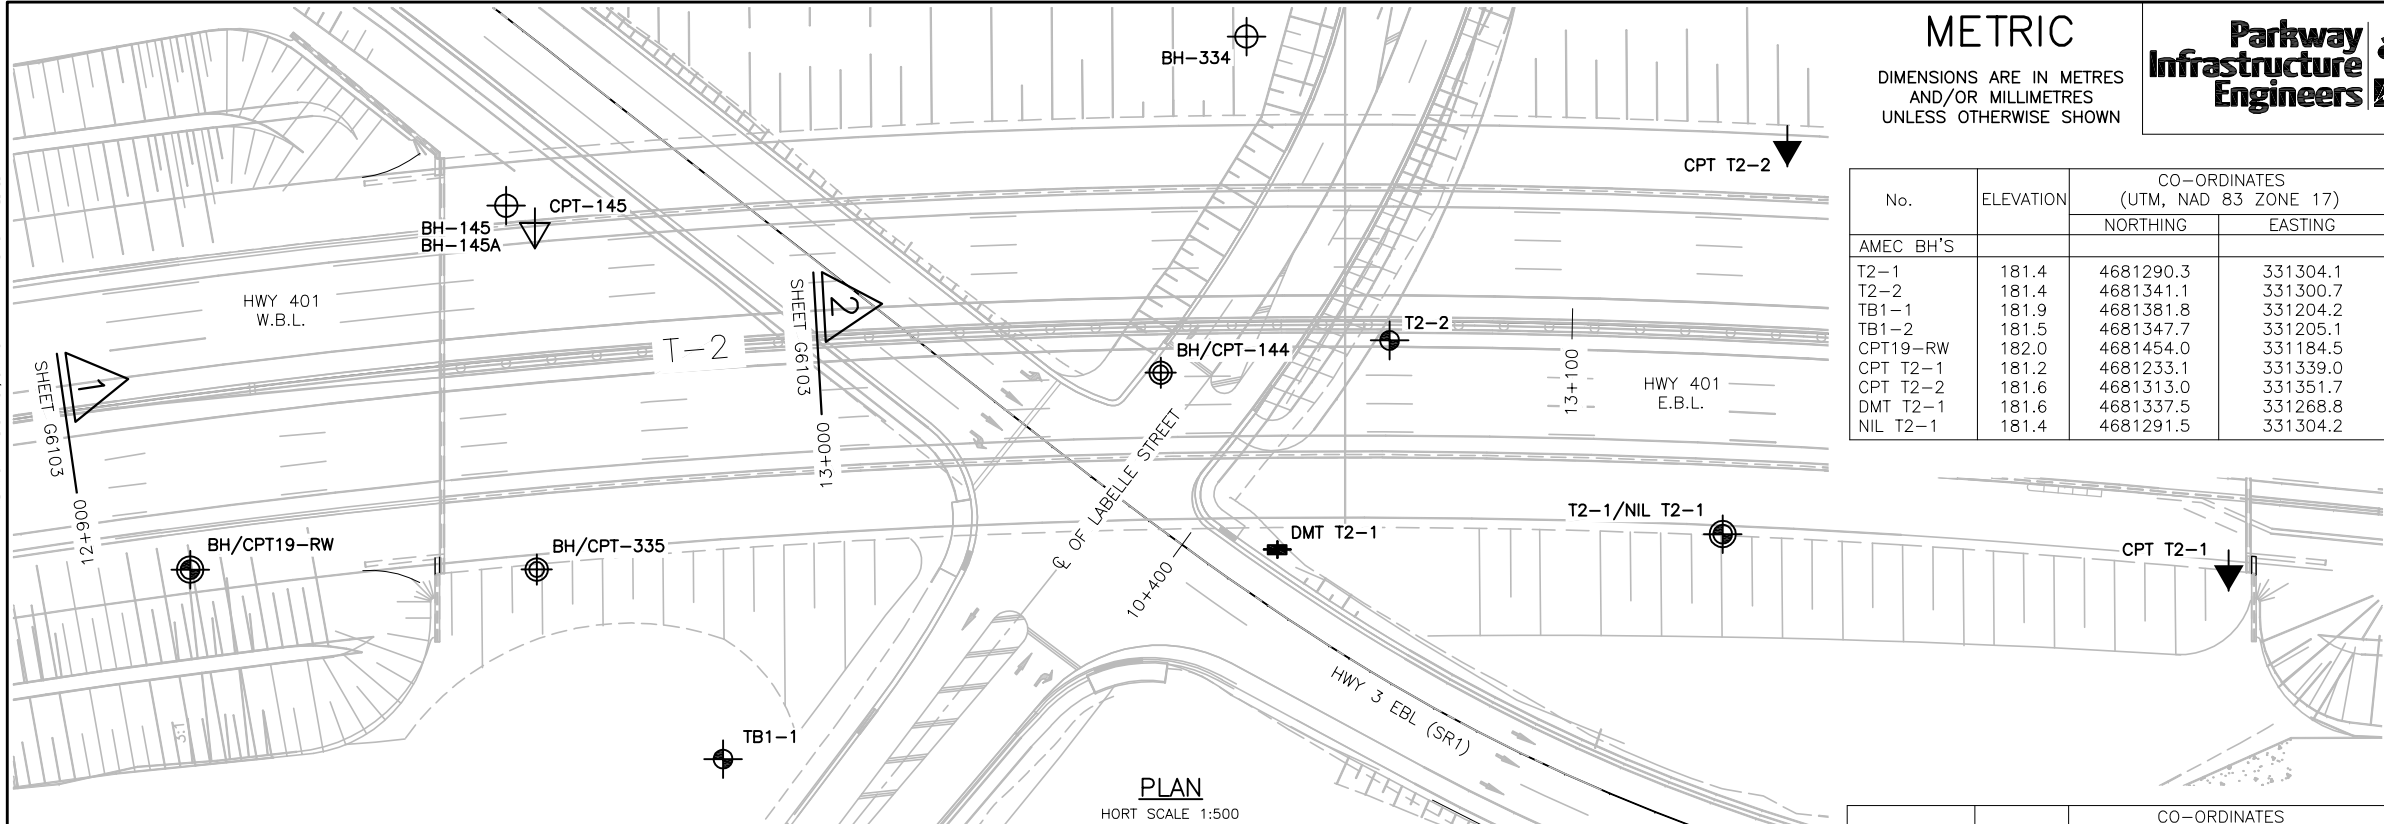 METRIC
DIMENSIONS ARE IN METRES
AND/OR MILLIMETRES
UNLESS OTHERWISE SHOWN
Parkway
Infrastructure
Engineers
BH-334
CPT T2-2
CPT-145
BH-145
BH-145A
HWY 401
W.B.L.
T-2
SHEET G6103
2
13+000
SHEET G6103
1
12+900
T2-2
BH/CPT-144
13+100
HWY 401
E.B.L.
℄ OF LABELLE STREET
BH/CPT19-RW
BH/CPT-335
DMT T2-1
T2-1/NIL T2-1
CPT T2-1
10+400
HWY 3 EBL (SR1)
3:1
TB1-1
PLAN
HORT SCALE 1:500
No. ELEVATION CO-ORDINATES
(UTM, NAD 83 ZONE 17)
NORTHING EASTING
AMEC BH'S
T2-1 181.4 4681290.3 331304.1
T2-2 181.4 4681341.1 331300.7
TB1-1 181.9 4681381.8 331204.2
TB1-2 181.5 4681347.7 331205.1
CPT19-RW 182.0 4681454.0 331184.5
CPT T2-1 181.2 4681233.1 331339.0
CPT T2-2 181.6 4681313.0 331351.7
DMT T2-1 181.6 4681337.5 331268.8
NIL T2-1 181.4 4681291.5 331304.2
CO-ORDINATES